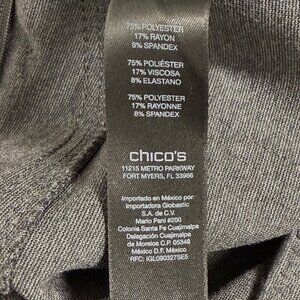 75% POLYESTER
17% RAYON
8% SPANDEX
75% POLIÉSTER
17% VISCOSA
8% ELASTANO
75% POLYESTER
17% RAYONNE
8% SPANDEX
chico's
11215 METRO PARKWAY
FORT MYERS, FL 33966
Importado en México por:
Importadora Globastic
S.A. de C.V.
Mario Pani #200
Colonia Santa Fe Cuajimalpa
Delegación Cuajimalpa
de Morelos C.P. 05348
México D.F. México
RFC: IGL090327SE5